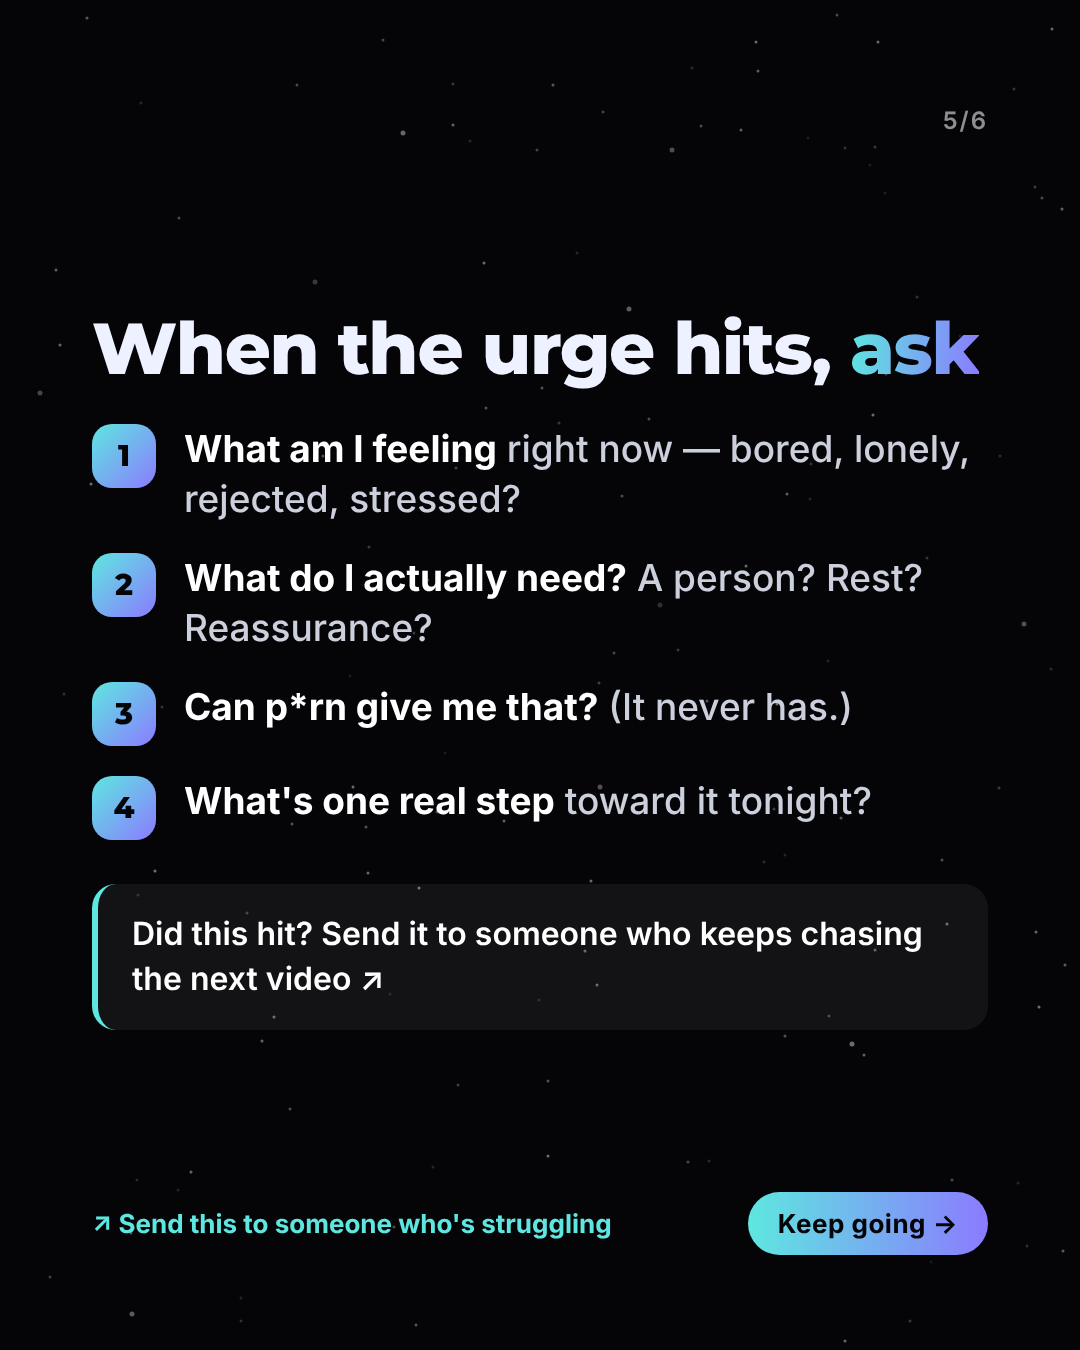 5/6
When the urge hits, ask
1 What am I feeling right now — bored, lonely,
rejected, stressed?
2 What do I actually need? A person? Rest?
Reassurance?
3 Can p*rn give me that? (It never has.)
4 What's one real step toward it tonight?
Did this hit? Send it to someone who keeps chasing
the next video ↗
↗ Send this to someone who's struggling
Keep going →